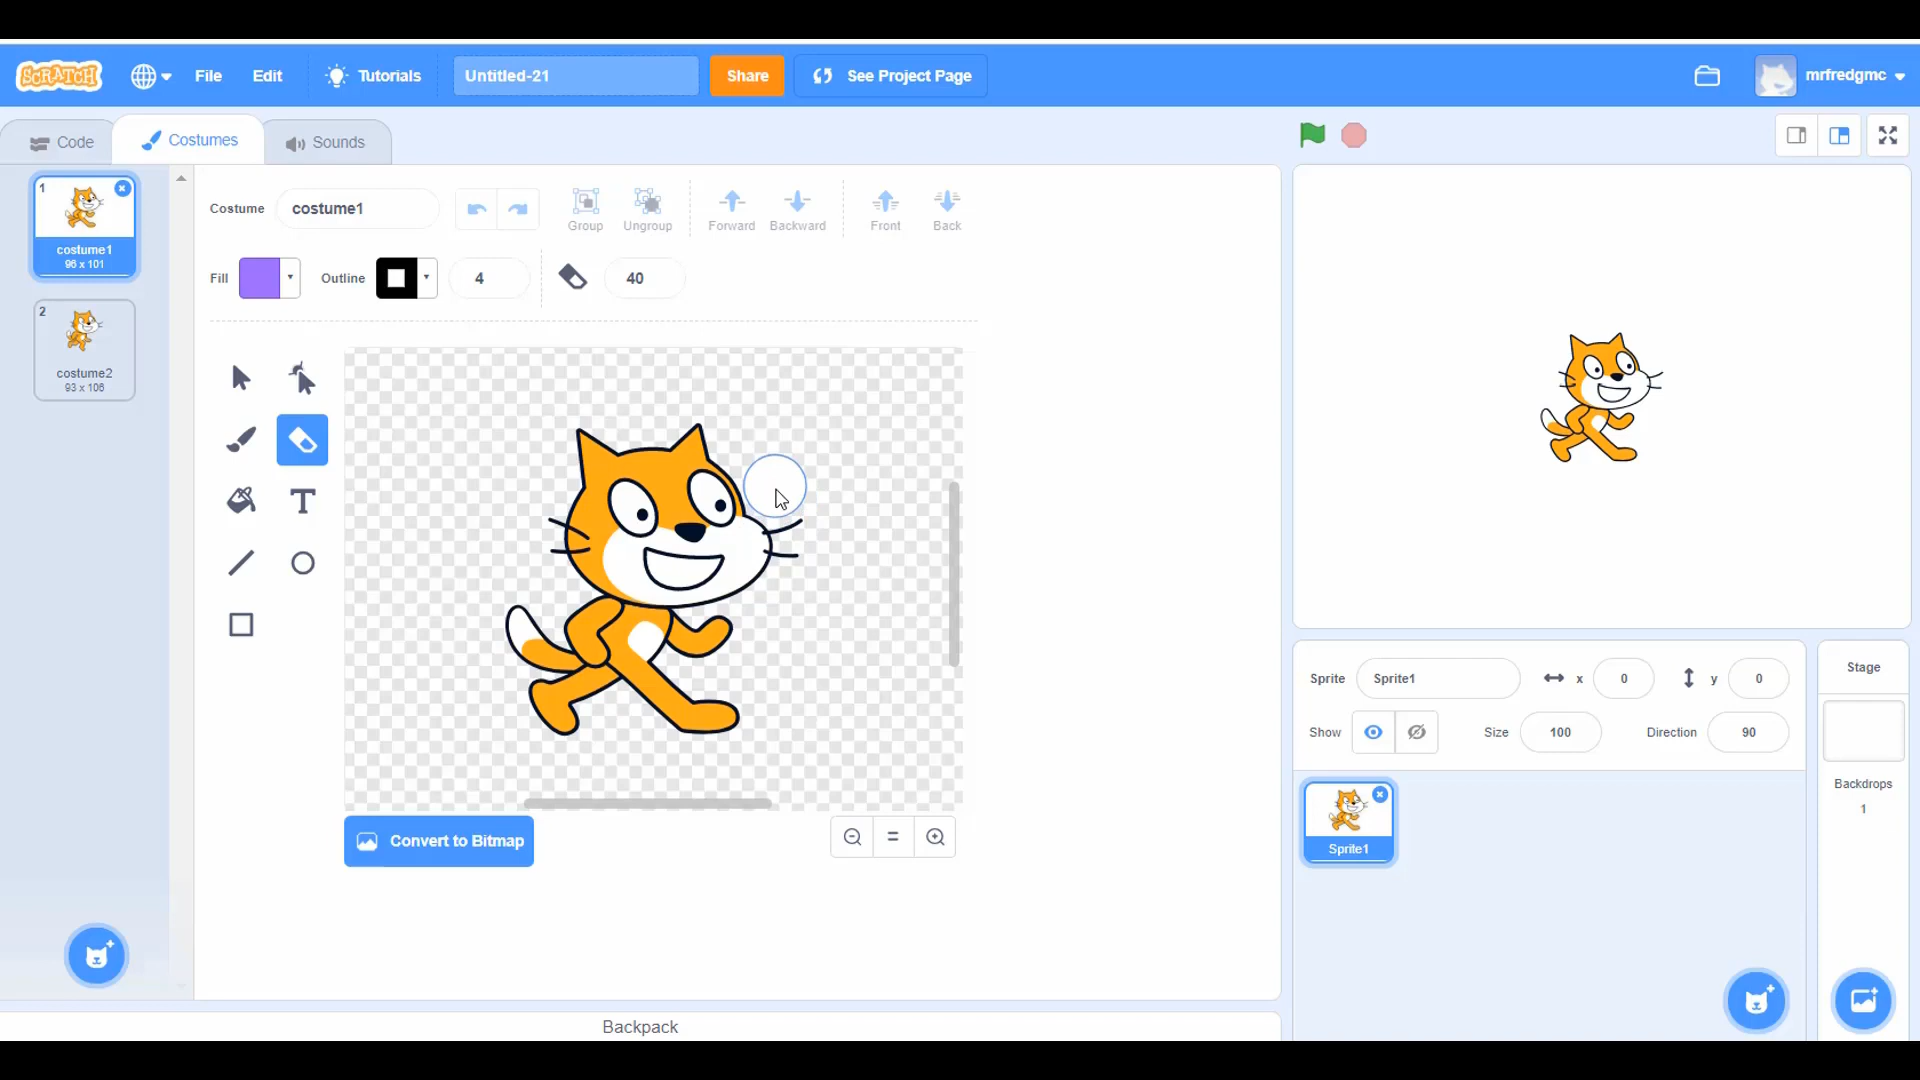 SCRATCH
File
Edit
Tutorials
Untitled-21
Share
See Project Page
mrfredgmc
Code
Costumes
Sounds
1
costume1
96 x 101
2
costume2
93 x 106
Costume
costume1
Group
Ungroup
Forward
Backward
Front
Back
Fill
Outline
4
40
Convert to Bitmap
Backpack
Sprite
Sprite1
x
0
y
0
Show
Size
100
Direction
90
Sprite1
Stage
Backdrops
1